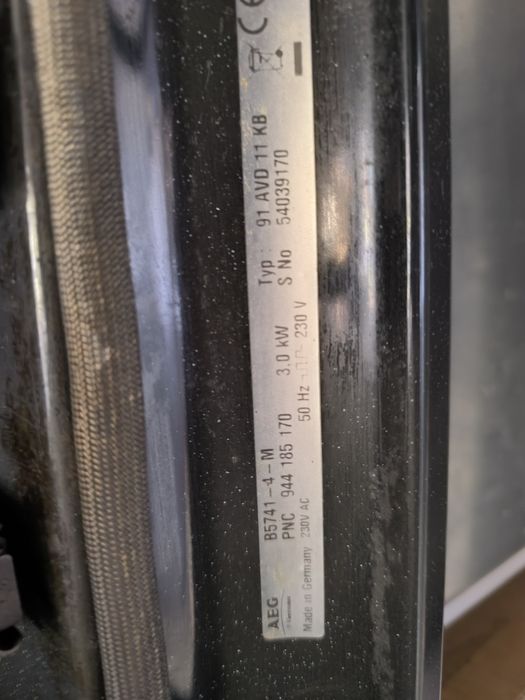 AEG
B5741-4-M
Typ 91 AVD 11 KB
PNC 944 185 170
3.0 kW
S No 54039170
Made in Germany 230V AC
50 Hz
230 V
CE